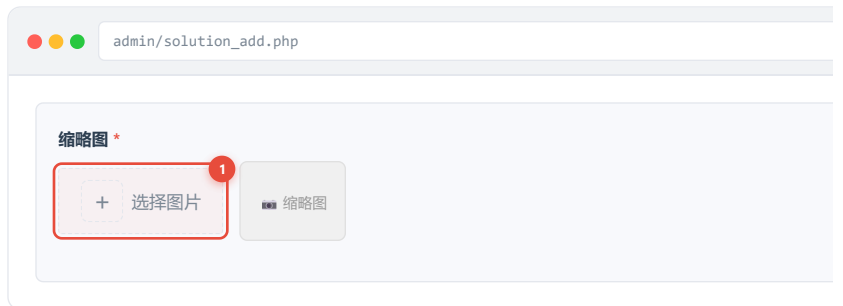 admin/solution_add.php
缩略图 *
1
+ 选择图片
📷 缩略图